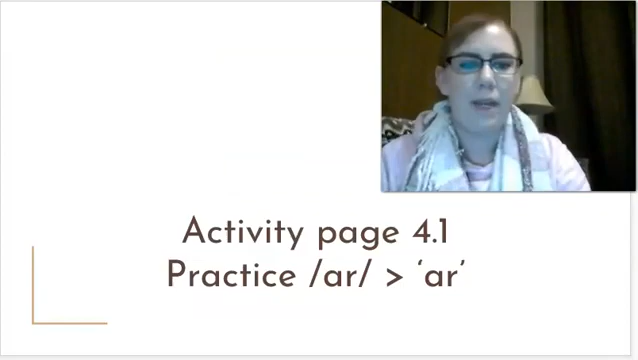 Activity page 4.1
Practice /ar/ > ‘ar’